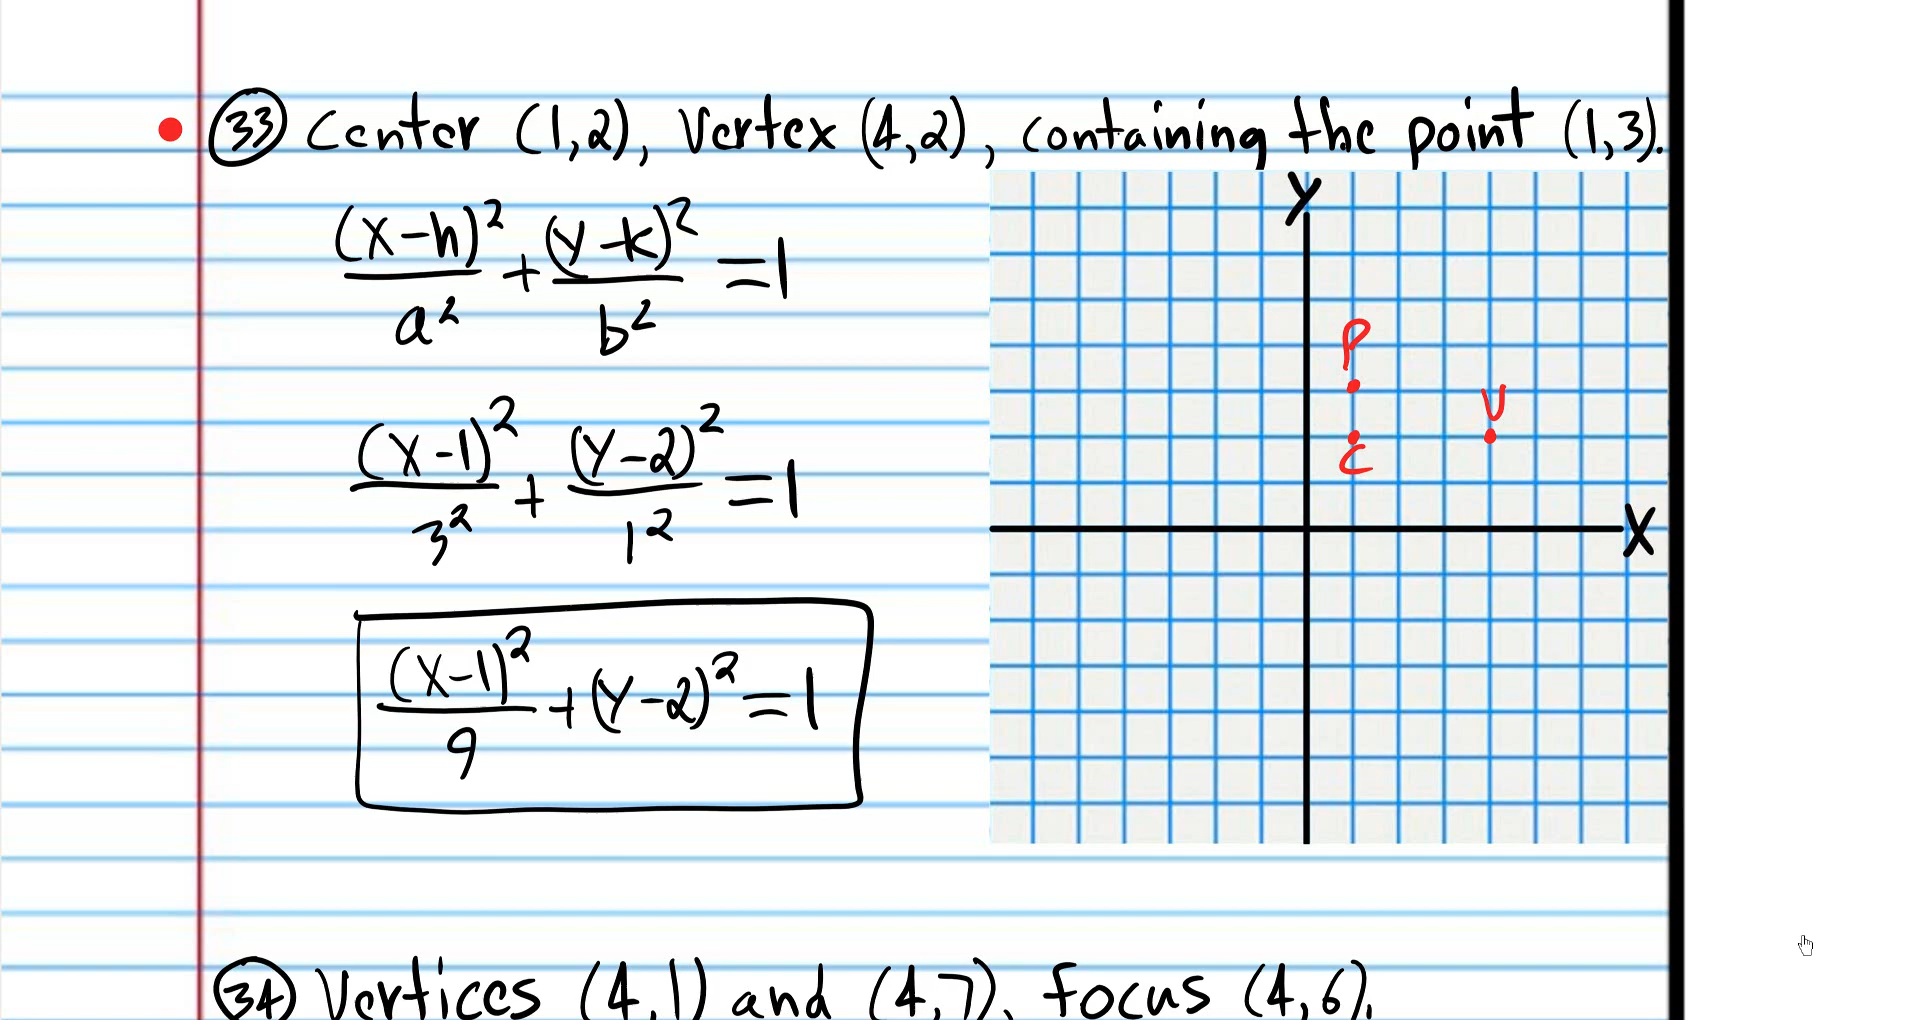 33 Center (1,2), Vertex (4,2), containing the point (1,3).
(x-h)²/a² + (y-k)²/b² = 1
(x-1)²/3² + (y-2)²/1² = 1
(x-1)²/9 + (y-2)² = 1
Y
P
V
C
X
34 Vertices (4,1) and (4,7), focus (4,6).